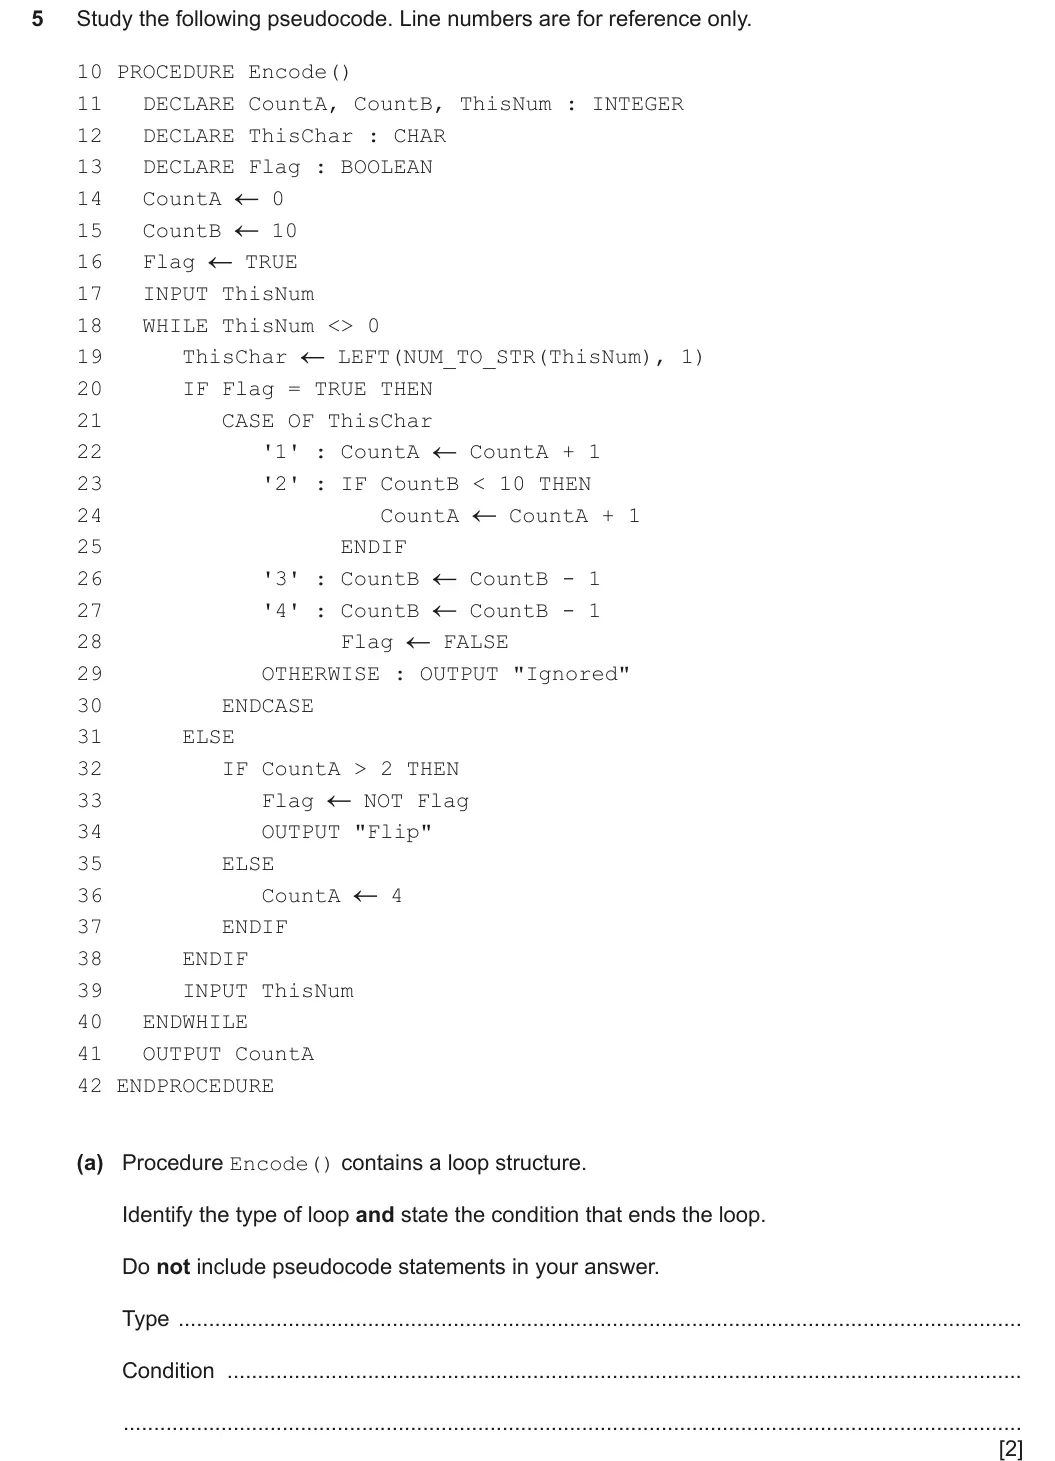 5 Study the following pseudocode. Line numbers are for reference only.
10 PROCEDURE Encode()
11 DECLARE CountA, CountB, ThisNum : INTEGER
12 DECLARE ThisChar : CHAR
13 DECLARE Flag : BOOLEAN
14 CountA ← 0
15 CountB ← 10
16 Flag ← TRUE
17 INPUT ThisNum
18 WHILE ThisNum <> 0
19 ThisChar ← LEFT(NUM_TO_STR(ThisNum), 1)
20 IF Flag = TRUE THEN
21 CASE OF ThisChar
22 '1' : CountA ← CountA + 1
23 '2' : IF CountB < 10 THEN
24 CountA ← CountA + 1
25 ENDIF
26 '3' : CountB ← CountB - 1
27 '4' : CountB ← CountB - 1
28 Flag ← FALSE
29 OTHERWISE : OUTPUT "Ignored"
30 ENDCASE
31 ELSE
32 IF CountA > 2 THEN
33 Flag ← NOT Flag
34 OUTPUT "Flip"
35 ELSE
36 CountA ← 4
37 ENDIF
38 ENDIF
39 INPUT ThisNum
40 ENDWHILE
41 OUTPUT CountA
42 ENDPROCEDURE
(a) Procedure Encode() contains a loop structure.
Identify the type of loop and state the condition that ends the loop.
Do not include pseudocode statements in your answer.
Type ................................................................................
Condition ................................................................................
................................................................................
[2]